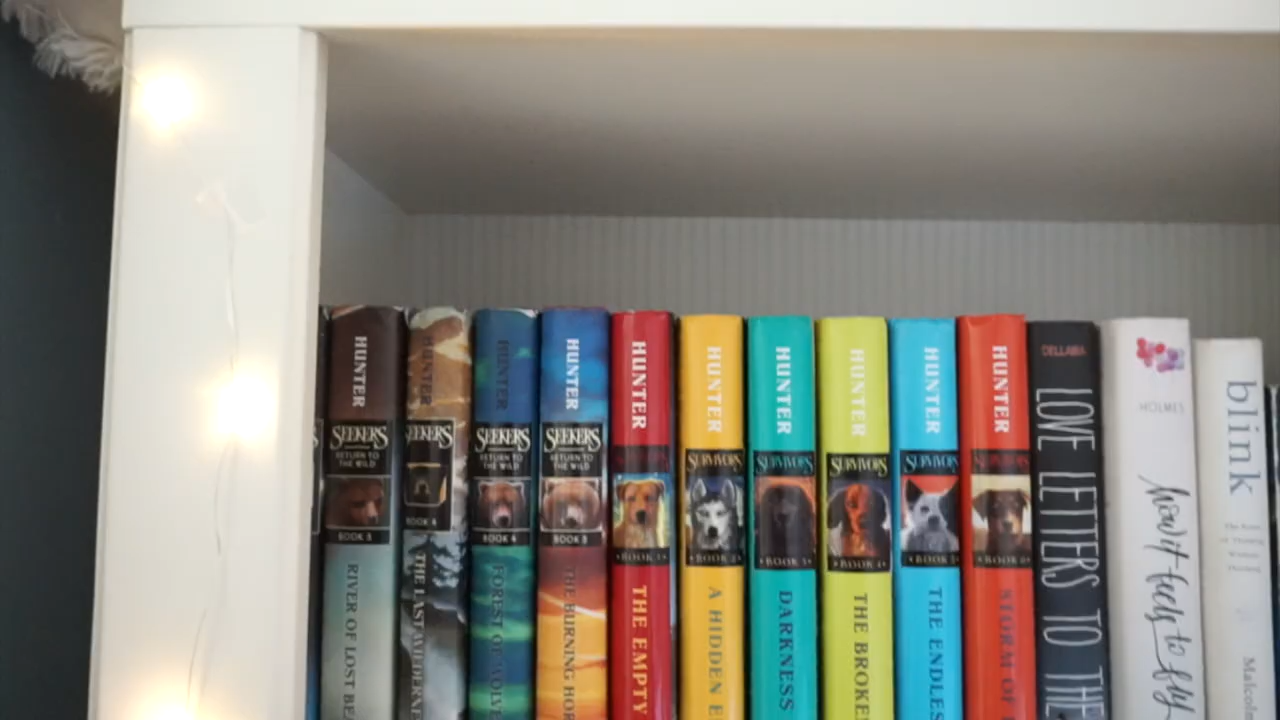 HUNTER
SEEKERS
RETURN TO
THE WILD
BOOK 3
RIVER OF LOST BEA
HUNTER
SEEKERS
BOOK 4
THE LAST WILDERNE
HUNTER
SEEKERS
RETURN TO
THE WILD
BOOK 4
FOREST OF WOLVE
HUNTER
SEEKERS
RETURN TO
THE WILD
THE BURNING HOR
HUNTER
BOOK 1
THE EMPTY
HUNTER
SURVIVORS
BOOK 2
A HIDDEN E
HUNTER
SURVIVORS
BOOK 3
DARKNESS
HUNTER
SURVIVORS
BOOK 4
THE BROKE
HUNTER
SURVIVORS
BOOK 5
THE ENDLES
HUNTER
SURVIVORS
BOOK 6
STORM OF
DELLAIRA
LOVE LETTERS TO THE
HOLMES
how it feels to fly
blink
Malcolm